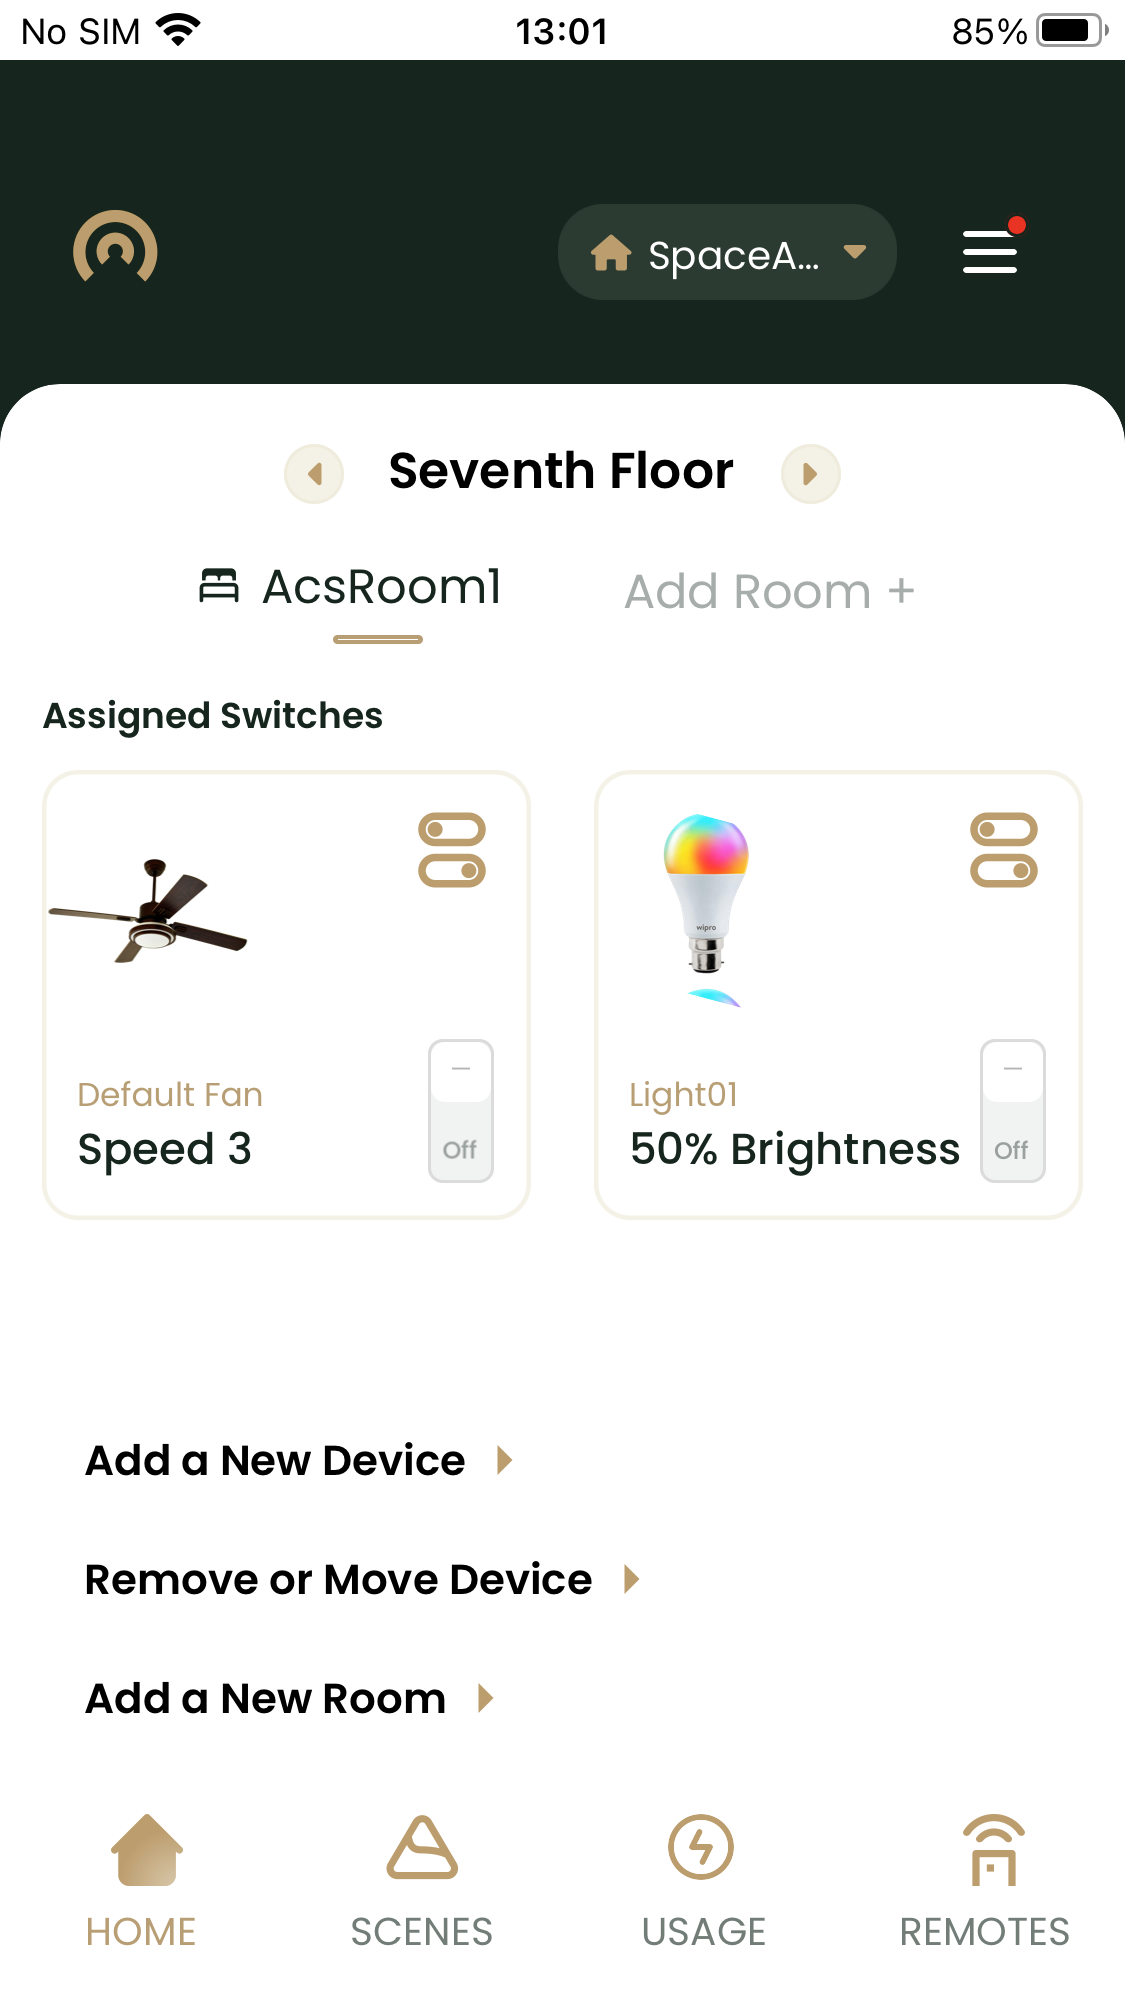 No SIM 13:01 85%
SpaceA...
Seventh Floor
AcsRoom1 Add Room +
Assigned Switches
wipro
Default Fan
Speed 3
Off
Light01
50% Brightness
Off
Add a New Device
Remove or Move Device
Add a New Room
HOME SCENES USAGE REMOTES